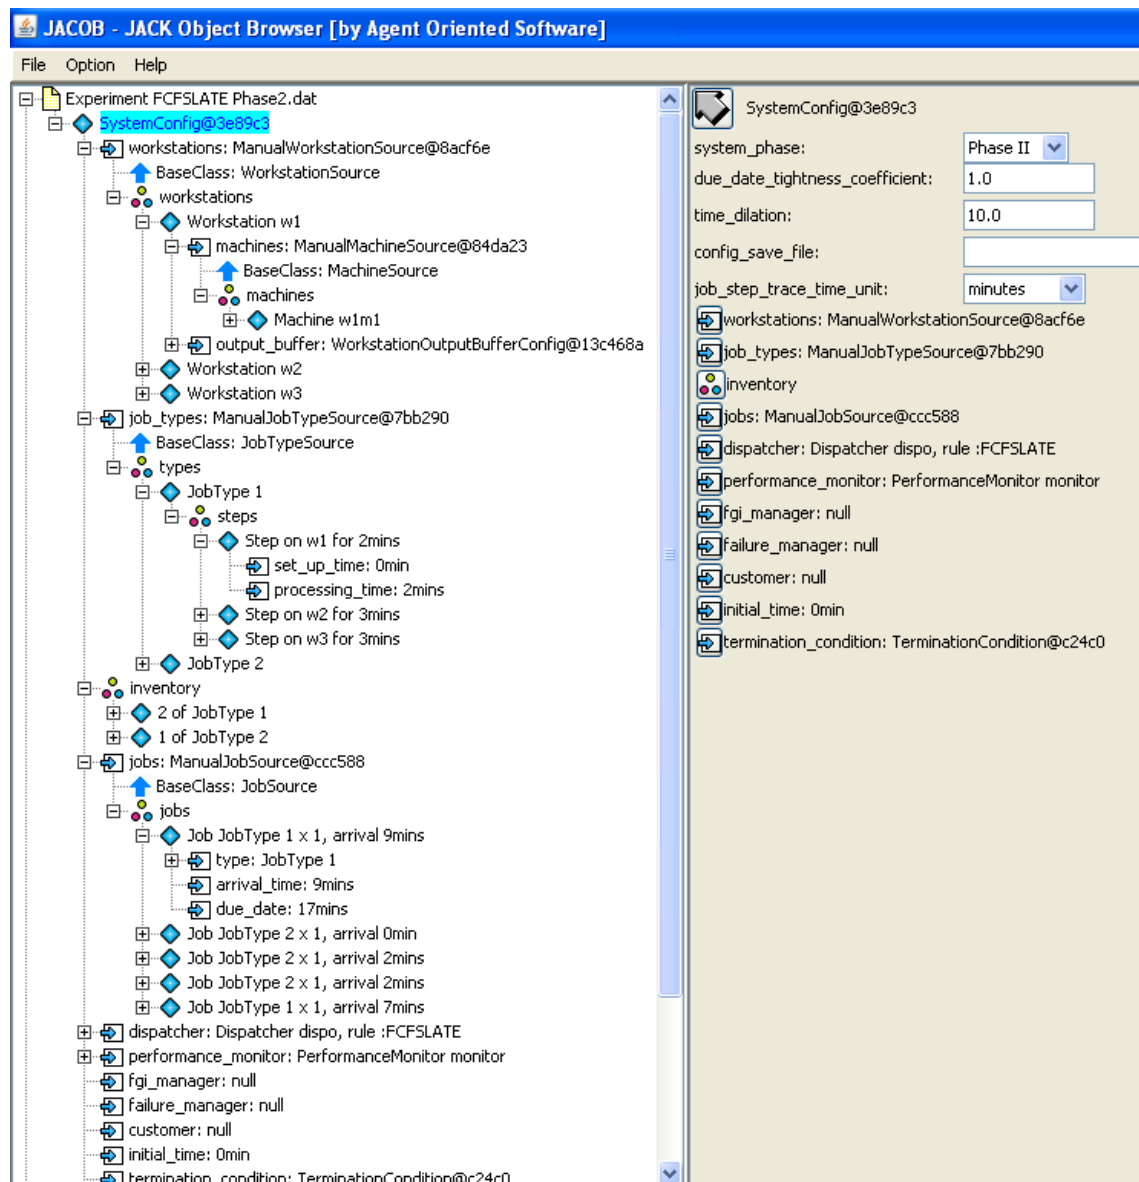 JACOB - JACK Object Browser [by Agent Oriented Software]
File Option Help
Experiment FCFSLATE Phase2.dat
SystemConfig@3e89c3
workstations: ManualWorkstationSource@8acf6e
BaseClass: WorkstationSource
workstations
Workstation w1
machines: ManualMachineSource@84da23
BaseClass: MachineSource
machines
Machine w1m1
output_buffer: WorkstationOutputBufferConfig@13c468a
Workstation w2
Workstation w3
job_types: ManualJobTypeSource@7bb290
BaseClass: JobTypeSource
types
JobType 1
steps
Step on w1 for 2mins
set_up_time: 0min
processing_time: 2mins
Step on w2 for 3mins
Step on w3 for 3mins
JobType 2
inventory
2 of JobType 1
1 of JobType 2
jobs: ManualJobSource@ccc588
BaseClass: JobSource
jobs
Job JobType 1 x 1, arrival 9mins
type: JobType 1
arrival_time: 9mins
due_date: 17mins
Job JobType 2 x 1, arrival 0min
Job JobType 2 x 1, arrival 2mins
Job JobType 2 x 1, arrival 2mins
Job JobType 1 x 1, arrival 7mins
dispatcher: Dispatcher dispo, rule :FCFSLATE
performance_monitor: PerformanceMonitor monitor
fgi_manager: null
failure_manager: null
customer: null
initial_time: 0min
termination_condition: TerminationCondition@c24c0
SystemConfig@3e89c3
system_phase: Phase II
due_date_tightness_coefficient: 1.0
time_dilation: 10.0
config_save_file:
job_step_trace_time_unit: minutes
workstations: ManualWorkstationSource@8acf6e
job_types: ManualJobTypeSource@7bb290
inventory
jobs: ManualJobSource@ccc588
dispatcher: Dispatcher dispo, rule :FCFSLATE
performance_monitor: PerformanceMonitor monitor
fgi_manager: null
failure_manager: null
customer: null
initial_time: 0min
termination_condition: TerminationCondition@c24c0